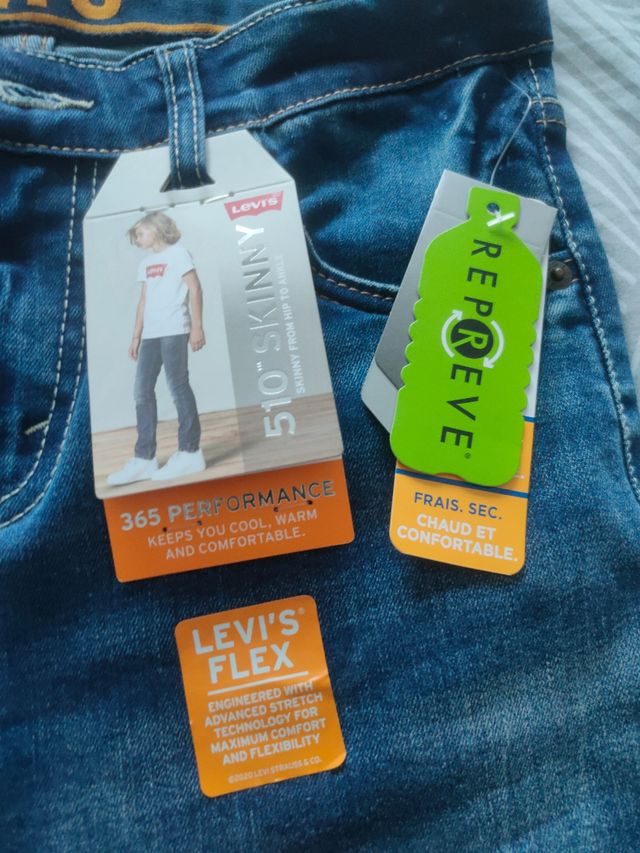 Levi's
510™ SKINNY
SKINNY FROM HIP TO ANKLE
365 PERFORMANCE
KEEPS YOU COOL, WARM
AND COMFORTABLE.
REPREVE®
FRAIS. SEC.
CHAUD ET
CONFORTABLE.
LEVI'S®
FLEX
ENGINEERED WITH
ADVANCED STRETCH
TECHNOLOGY FOR
MAXIMUM COMFORT
AND FLEXIBILITY
©2020 LEVI STRAUSS & CO.